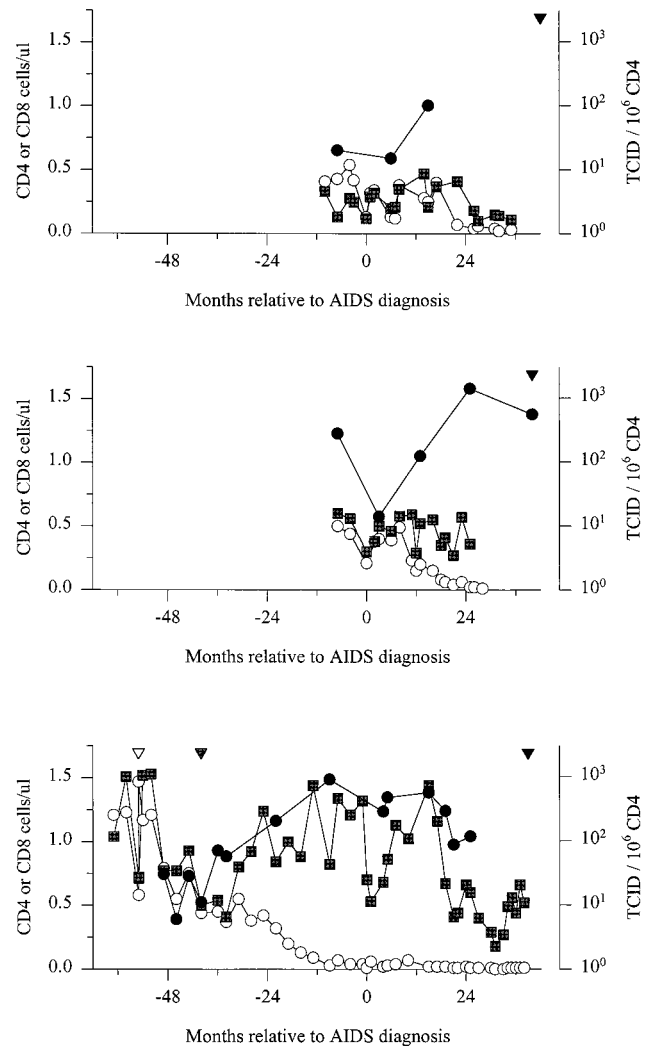 1.5
1.0
0.5
0.0
CD4 or CD8 cells/ul
10³
10²
10¹
10⁰
TCID / 10⁶ CD4
-48 -24 0 24
Months relative to AIDS diagnosis
1.5
1.0
0.5
0.0
CD4 or CD8 cells/ul
10³
10²
10¹
10⁰
TCID / 10⁶ CD4
-48 -24 0 24
Months relative to AIDS diagnosis
1.5
1.0
0.5
0.0
CD4 or CD8 cells/ul
10³
10²
10¹
10⁰
TCID / 10⁶ CD4
-48 -24 0 24
Months relative to AIDS diagnosis